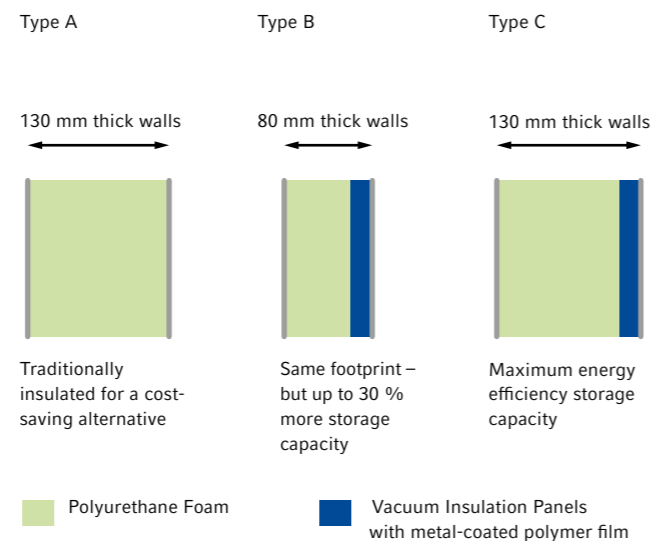 Type A
Type B
Type C
130 mm thick walls
80 mm thick walls
130 mm thick walls
Traditionally
insulated for a cost-
saving alternative
Same footprint –
but up to 30 %
more storage
capacity
Maximum energy
efficiency storage
capacity
Polyurethane Foam
Vacuum Insulation Panels
with metal-coated polymer film